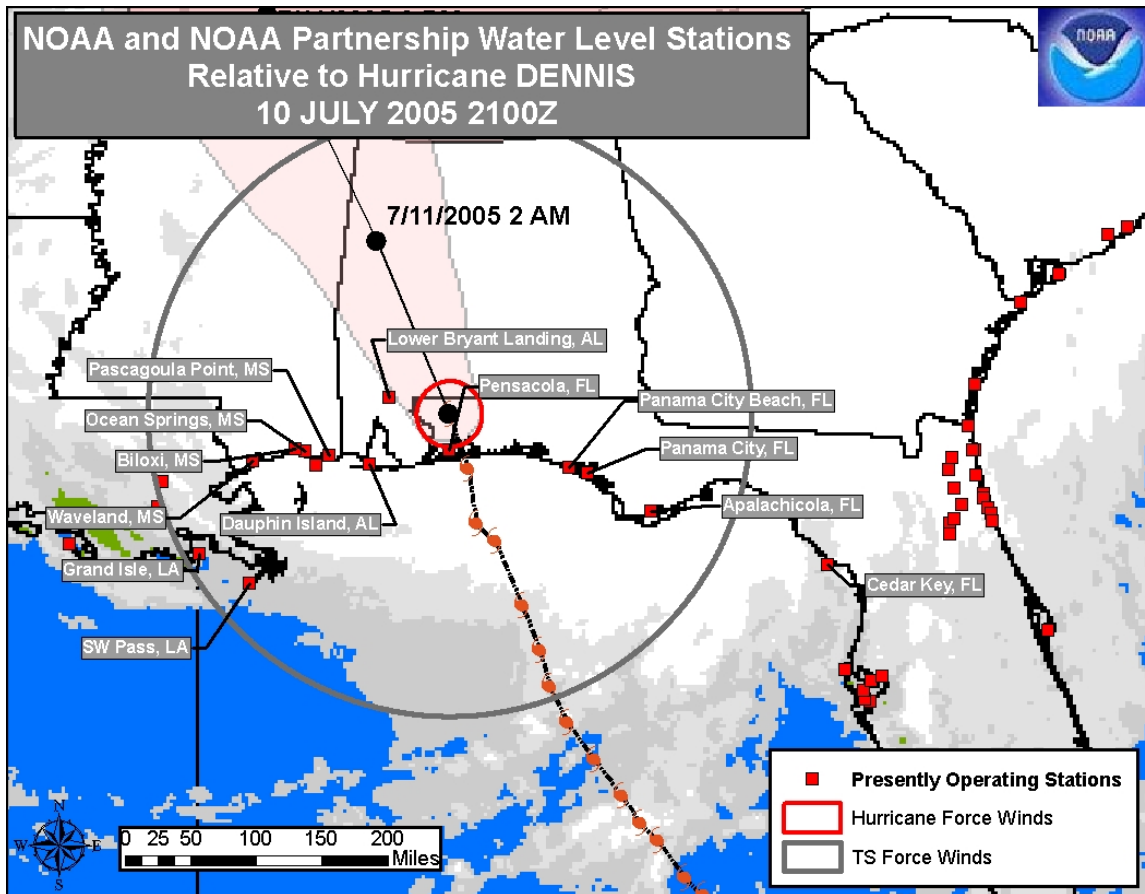 NOAA and NOAA Partnership Water Level Stations
Relative to Hurricane DENNIS
10 JULY 2005 2100Z
NOAA
7/11/2005 2 AM
Lower Bryant Landing, AL
Pascagoula Point, MS
Pensacola, FL
Panama City Beach, FL
Ocean Springs, MS
Panama City, FL
Biloxi, MS
Apalachicola, FL
Waveland, MS
Dauphin Island, AL
Grand Isle, LA
Cedar Key, FL
SW Pass, LA
Presently Operating Stations
Hurricane Force Winds
TS Force Winds
N
W E
S
0 25 50 100 150 200
Miles